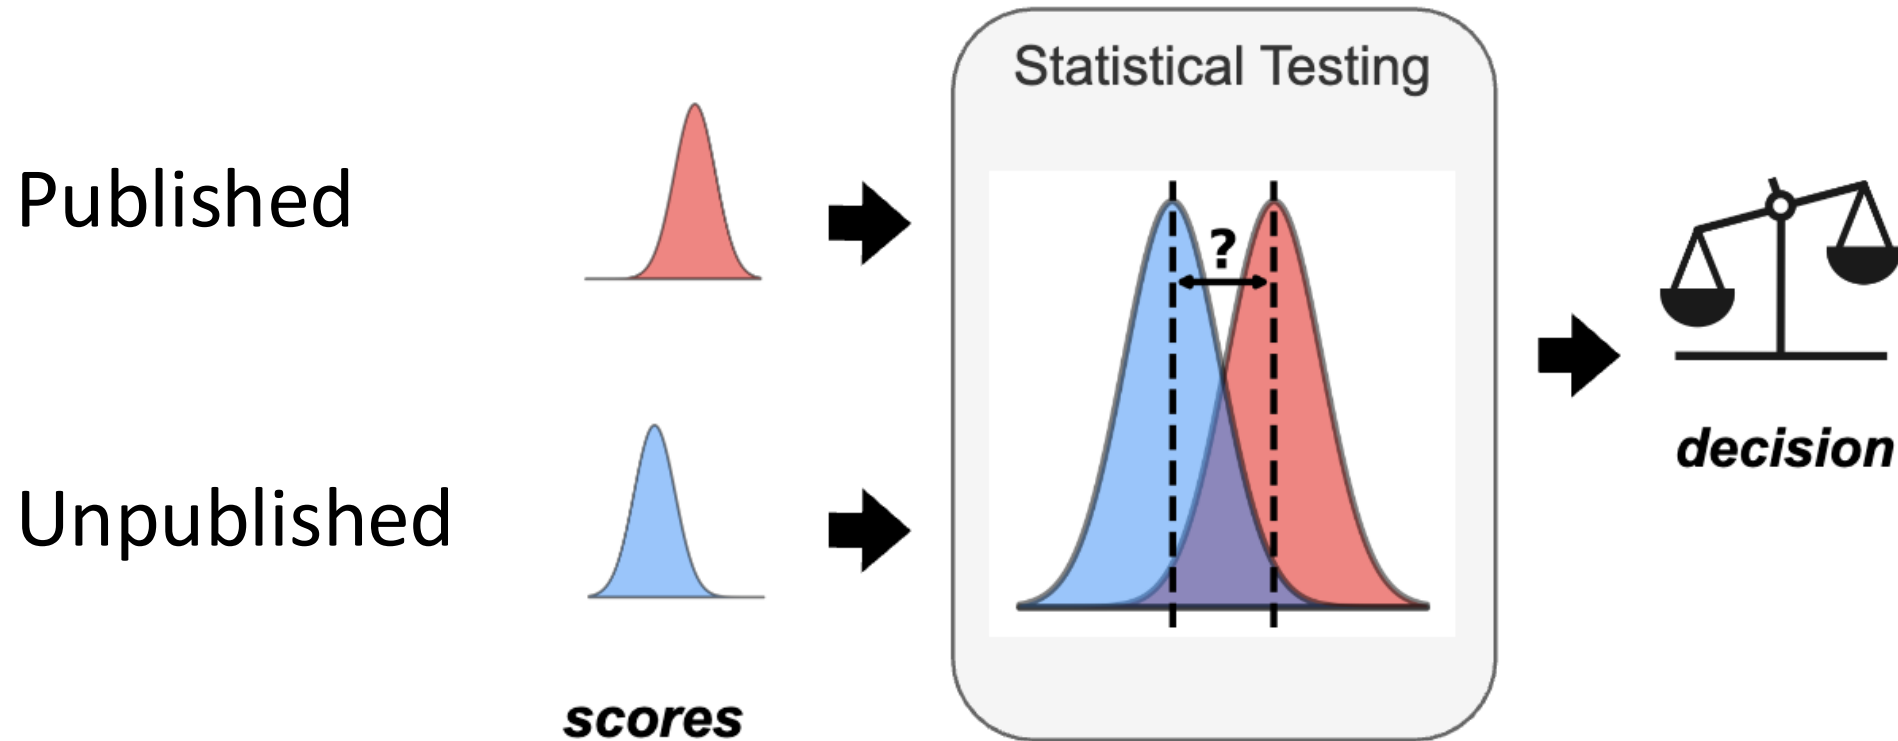 Statistical Testing
Published
?
Unpublished
decision
scores